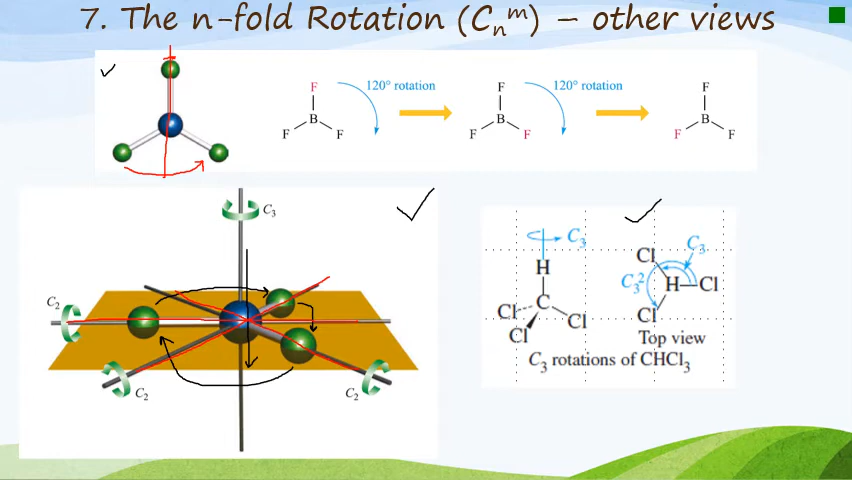 7. The n-fold Rotation (Cₙᵐ) – other views
120° rotation
120° rotation
F
F
F
B
B
B
F
F
F
F
F
F
C₃
C₂
C₂
C₂
C₃
H
C
Cl
Cl
Cl
C₃
Cl
C₃²
H—Cl
Cl
Top view
C₃ rotations of CHCl₃